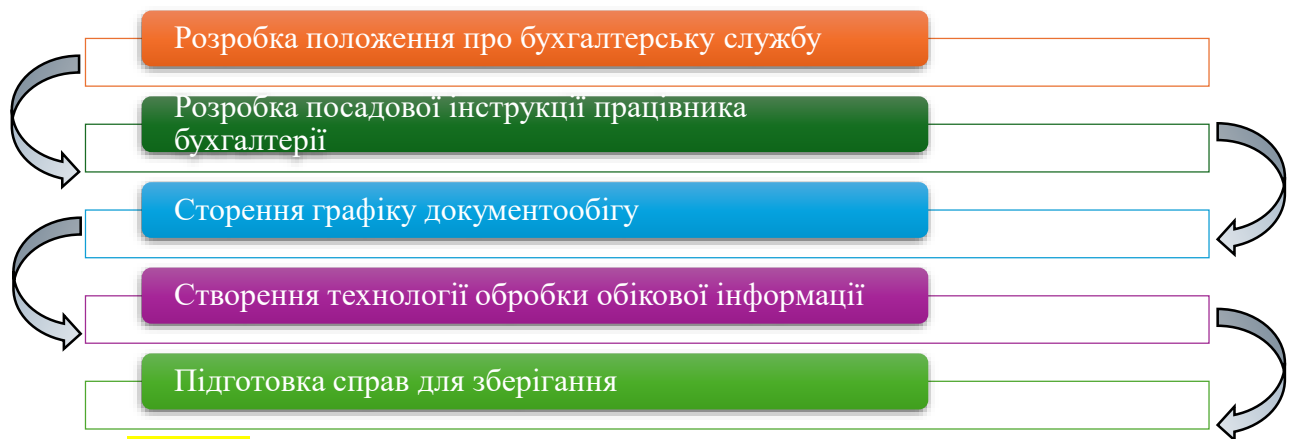 Розробка положення про бухгалтерську службу
Розробка посадової інструкції працівника
бухгалтерії
Сторення графіку документообігу
Створення технології обробки обікової інформації
Підготовка справ для зберігання